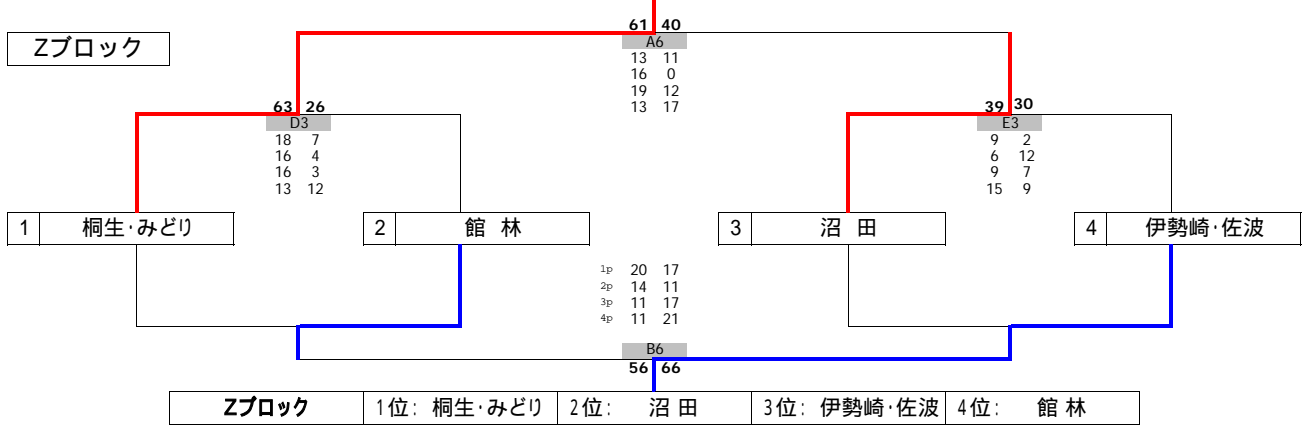 Zブロック
61 40
A6
13 11
16 0
19 12
13 17
63 26
D3
18 7
16 4
16 3
13 12
39 30
E3
9 2
6 12
9 7
15 9
1 桐生・みどり
2 館 林
3 沼 田
4 伊勢崎・佐波
1p 20 17
2p 14 11
3p 11 17
4p 11 21
B6
56 66
Zブロック 1位: 桐生・みどり 2位: 沼 田 3位: 伊勢崎・佐波 4位: 館 林